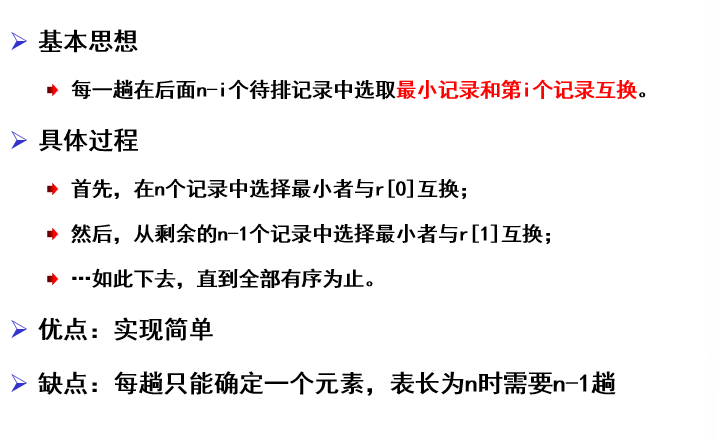 基本思想
每一趟在后面n-i个待排记录中选取最小记录和第i个记录互换。
具体过程
首先，在n个记录中选择最小者与r[0]互换；
然后，从剩余的n-1个记录中选择最小者与r[1]互换；
…如此下去，直到全部有序为止。
优点：实现简单
缺点：每趟只能确定一个元素，表长为n时需要n-1趟